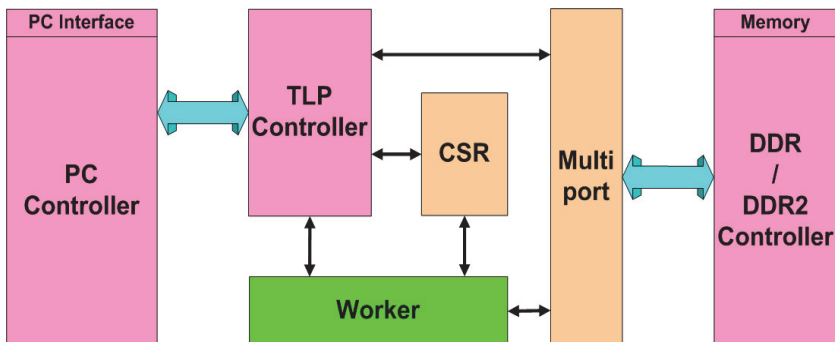 PC Interface
PC
Controller
TLP
Controller
CSR
Worker
Multi
port
Memory
DDR
/
DDR2
Controller